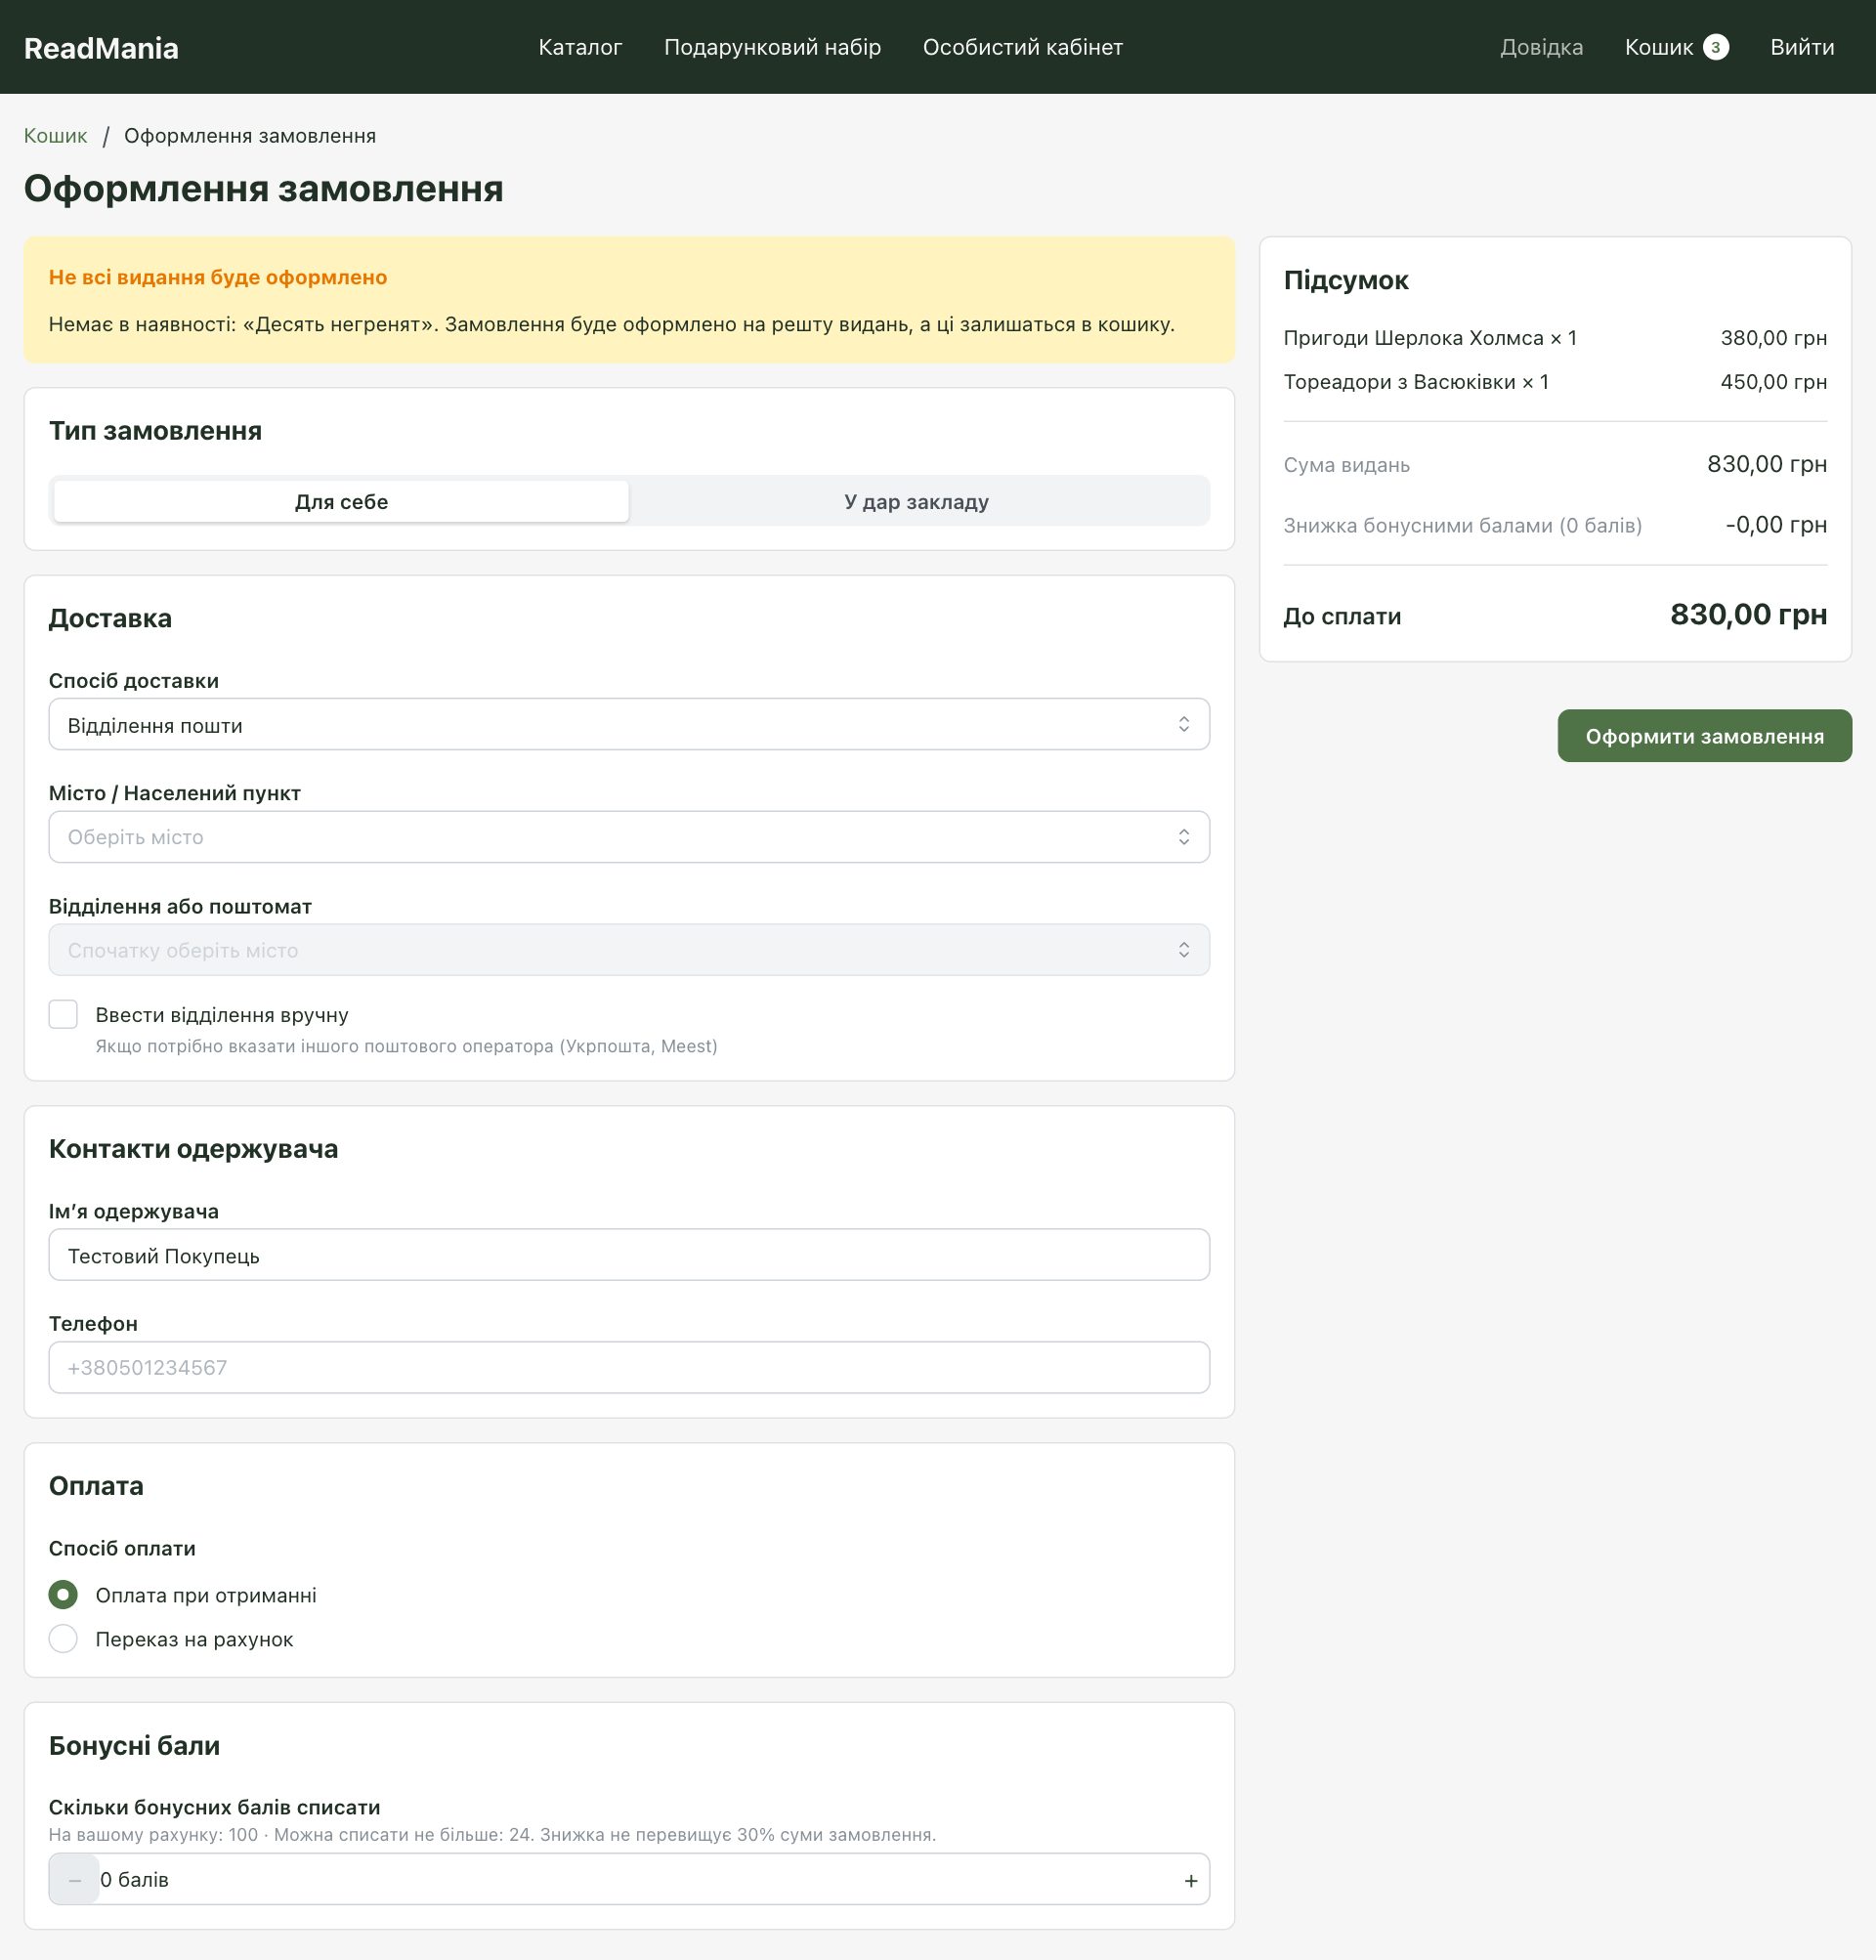 ReadMania
Каталог
Подарунковий набір
Особистий кабінет
Довідка
Кошик 3
Вийти
Кошик / Оформлення замовлення
Оформлення замовлення
Не всі видання буде оформлено
Немає в наявності: «Десять негренят». Замовлення буде оформлено на решту видань, а ці залишаться в кошику.
Тип замовлення
Для себе
У дар закладу
Доставка
Спосіб доставки
Відділення пошти
Місто / Населений пункт
Оберіть місто
Відділення або поштомат
Спочатку оберіть місто
Ввести відділення вручну
Якщо потрібно вказати іншого поштового оператора (Укрпошта, Meest)
Контакти одержувача
Ім’я одержувача
Тестовий Покупець
Телефон
+380501234567
Оплата
Спосіб оплати
Оплата при отриманні
Переказ на рахунок
Бонусні бали
Скільки бонусних балів списати
На вашому рахунку: 100 · Можна списати не більше: 24. Знижка не перевищує 30% суми замовлення.
– 0 балів +
Підсумок
Пригоди Шерлока Холмса × 1 380,00 грн
Тореадори з Васюківки × 1 450,00 грн
Сума видань 830,00 грн
Знижка бонусними балами (0 балів) -0,00 грн
До сплати 830,00 грн
Оформити замовлення